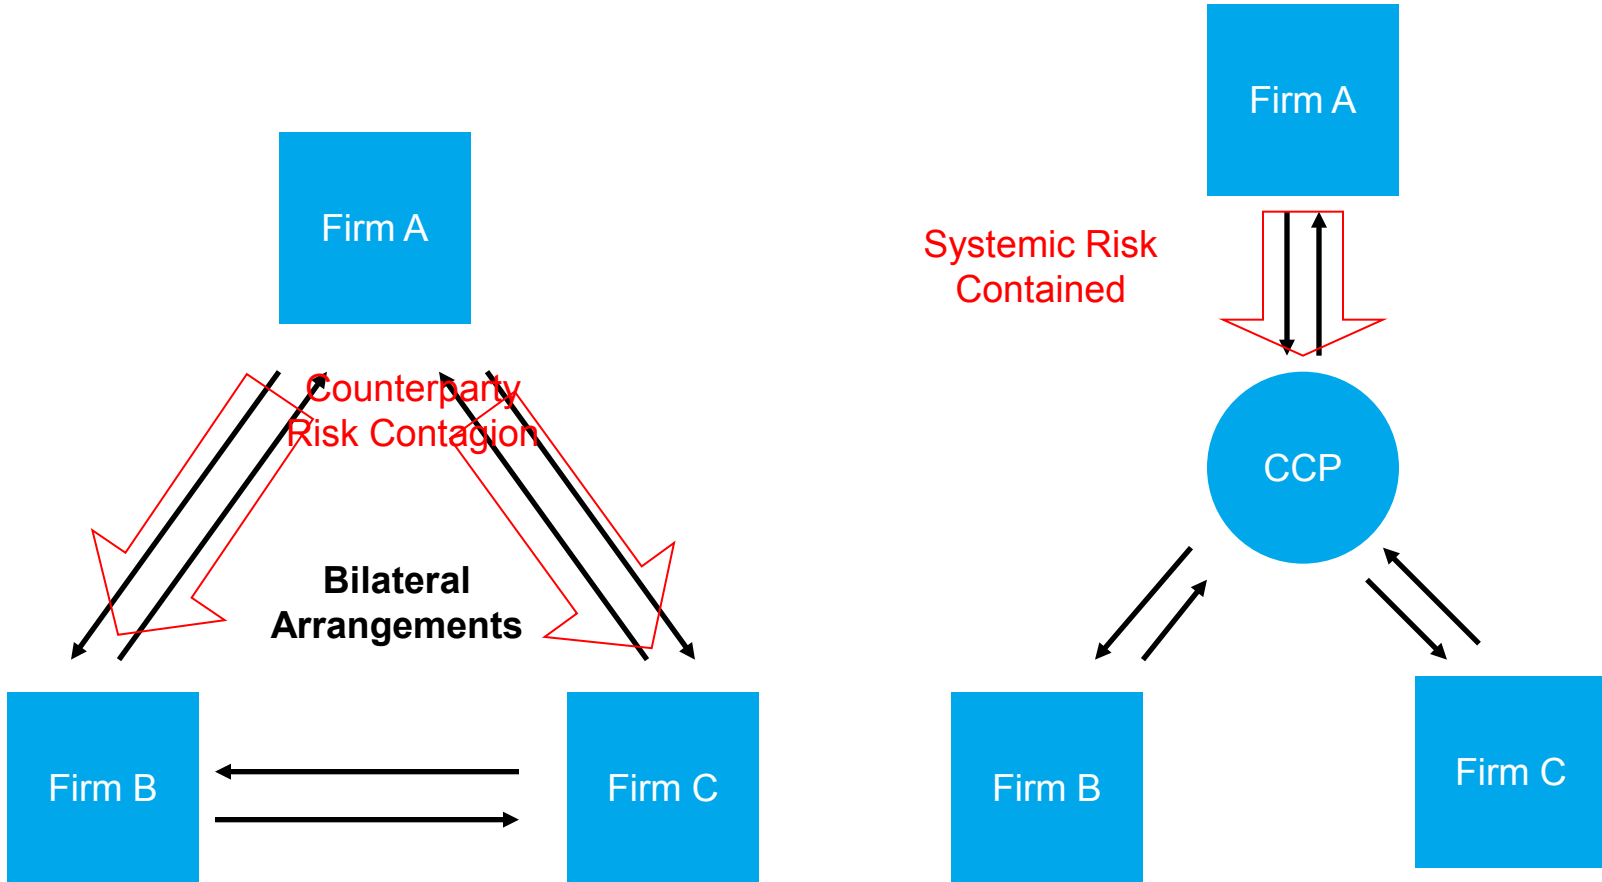 Firm A
Counterparty
Risk Contagion
Bilateral
Arrangements
Firm B
Firm C
Firm A
Systemic Risk
Contained
CCP
Firm B
Firm C